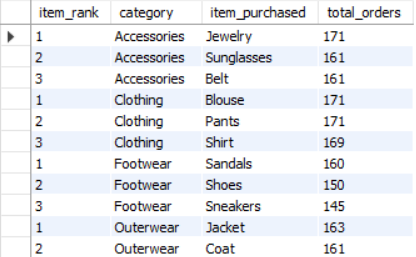 item_rank category item_purchased total_orders
1 Accessories Jewelry 171
2 Accessories Sunglasses 161
3 Accessories Belt 161
1 Clothing Blouse 171
2 Clothing Pants 171
3 Clothing Shirt 169
1 Footwear Sandals 160
2 Footwear Shoes 150
3 Footwear Sneakers 145
1 Outerwear Jacket 163
2 Outerwear Coat 161